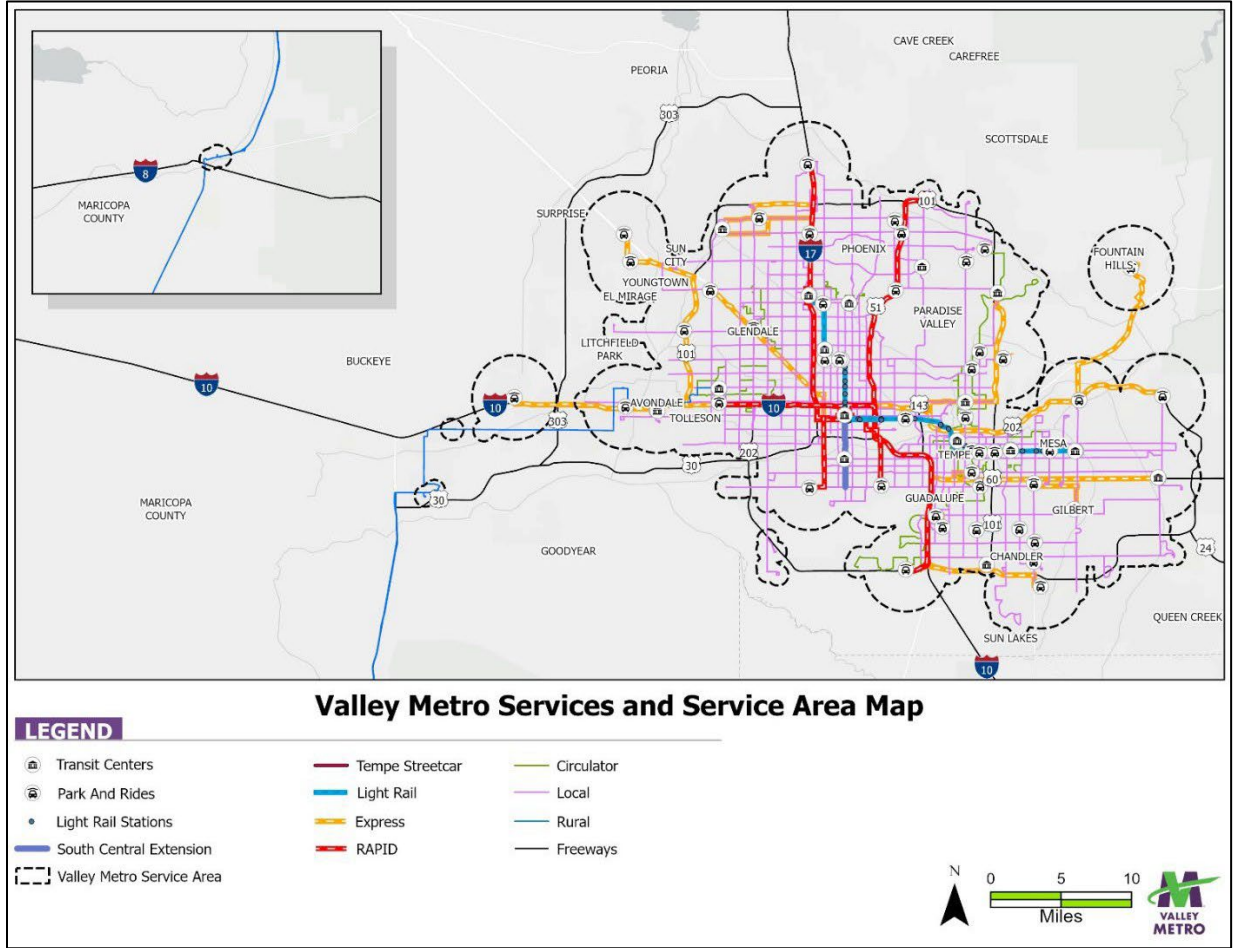 CAVE CREEK
CAREFREE
PEORIA
303
SCOTTSDALE
8
MARICOPA
COUNTY
SURPRISE
101
SUN
CITY
17
PHOENIX
FOUNTAIN
HILLS
YOUNGTOWN
EL MIRAGE
51
PARADISE
VALLEY
GLENDALE
LITCHFIELD
PARK
101
BUCKEYE
10
10
AVONDALE
TOLLESON
10
143
303
202
MESA
TEMPE
202
30
60
GUADALUPE
GILBERT
MARICOPA
COUNTY
30
101
GOODYEAR
CHANDLER
24
QUEEN CREEK
SUN LAKES
10
Valley Metro Services and Service Area Map
LEGEND
Transit Centers
Park And Rides
Light Rail Stations
South Central Extension
Valley Metro Service Area
Tempe Streetcar
Light Rail
Express
RAPID
Circulator
Local
Rural
Freeways
N
0 5 10
Miles
VALLEY
METRO